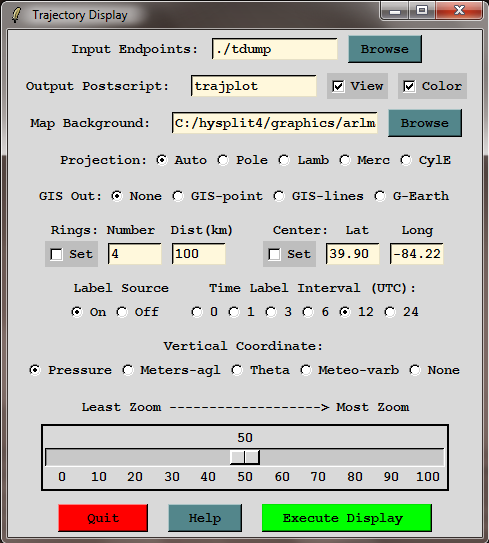 Trajectory Display
Input Endpoints: ./tdump Browse
Output Postscript: trajplot View Color
Map Background: C:/hysplit4/graphics/arlm Browse
Projection: Auto Pole Lamb Merc CylE
GIS Out: None GIS-point GIS-lines G-Earth
Rings: Number Dist(km) Center: Lat Long
Set 4 100 Set 39.90 -84.22
Label Source Time Label Interval (UTC):
On Off 0 1 3 6 12 24
Vertical Coordinate:
Pressure Meters-agl Theta Meteo-varb None
Least Zoom --------------------> Most Zoom
50
0 10 20 30 40 50 60 70 80 90 100
Quit Help Execute Display